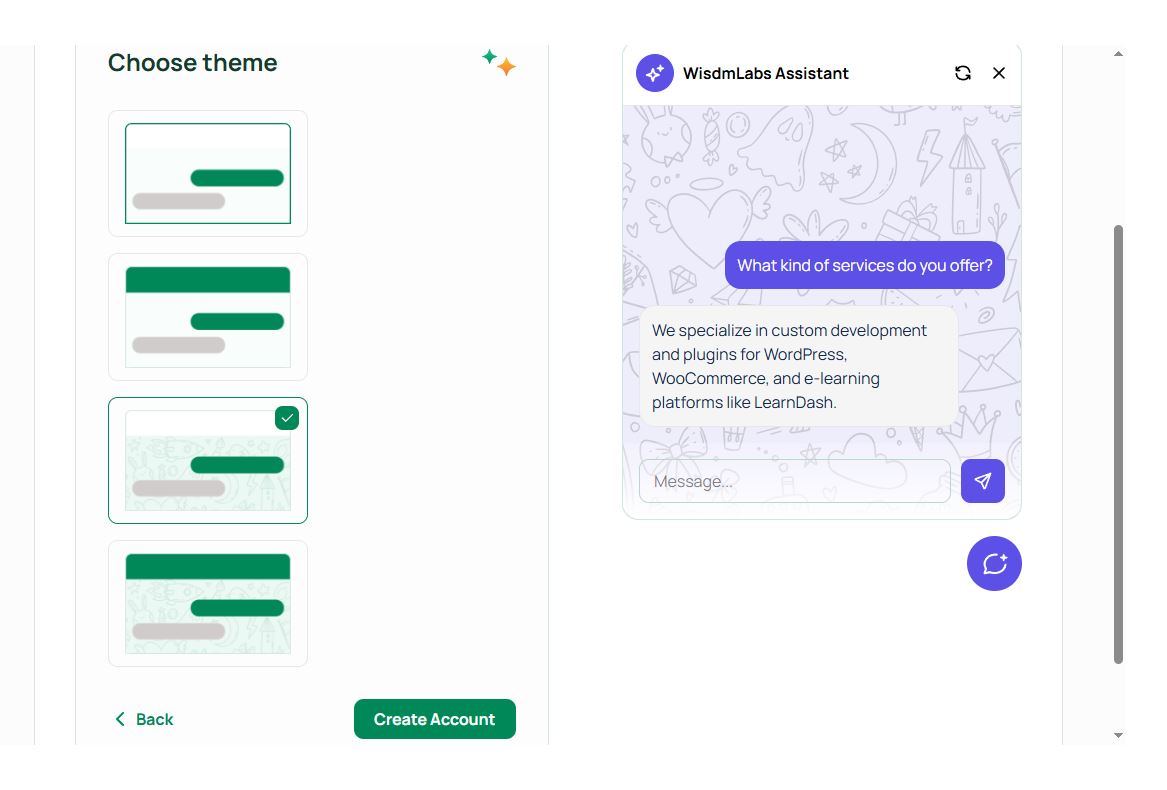 Choose theme
WisdmLabs Assistant
What kind of services do you offer?
We specialize in custom development
and plugins for WordPress,
WooCommerce, and e-learning
platforms like LearnDash.
Message...
Back
Create Account